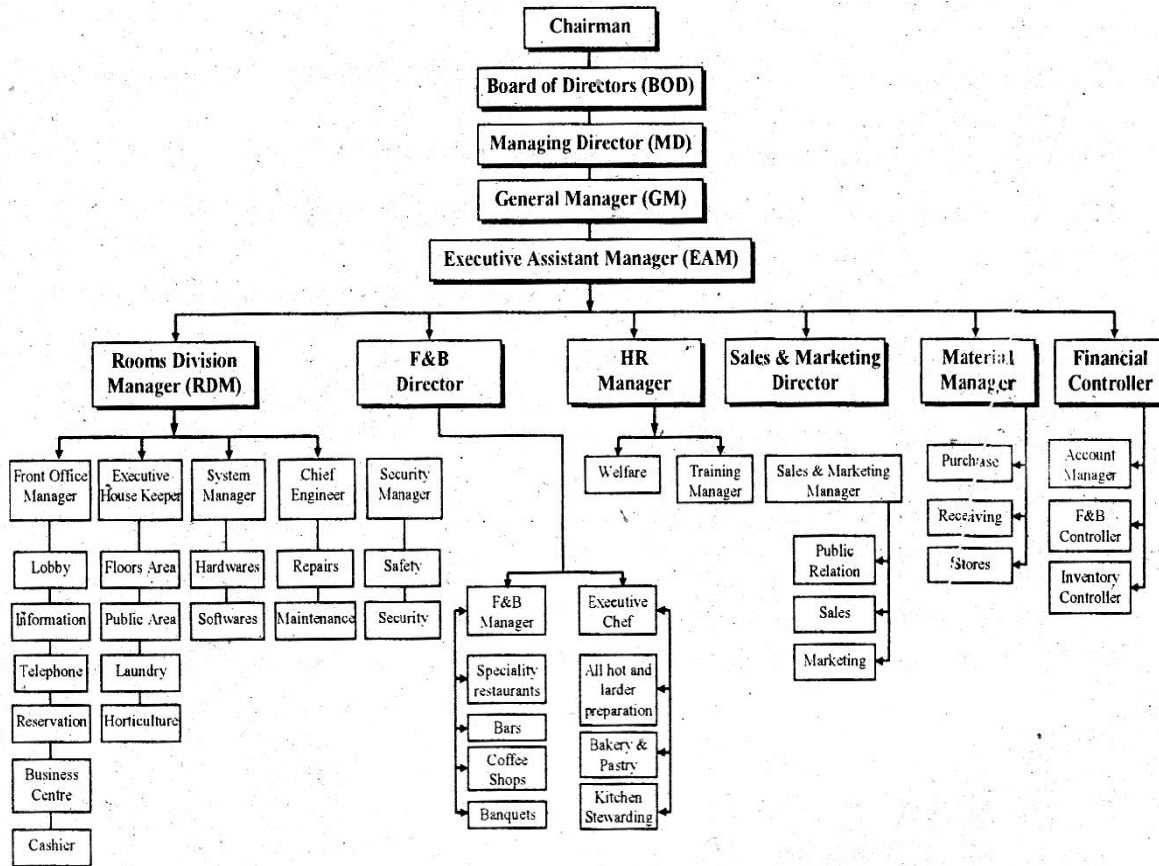 Chairman
Board of Directors (BOD)
Managing Director (MD)
General Manager (GM)
Executive Assistant Manager (EAM)
Rooms Division
Manager (RDM)
F&B
Director
HR
Manager
Sales & Marketing
Director
Material
Manager
Financial
Controller
Front Office
Manager
Lobby
Information
Telephone
Reservation
Business
Centre
Cashier
Executive
House Keeper
Floors Area
Public Area
Laundry
Horticulture
System
Manager
Hardwares
Softwares
Chief
Engineer
Repairs
Maintenance
Security
Manager
Safety
Security
F&B
Manager
Speciality
restaurants
Bars
Coffee
Shops
Banquets
Executive
Chef
All hot and
larder
preparation
Bakery &
Pastry
Kitchen
Stewarding
Welfare
Training
Manager
Sales & Marketing
Manager
Public
Relation
Sales
Marketing
Purchase
Receiving
Stores
Account
Manager
F&B
Controller
Inventory
Controller